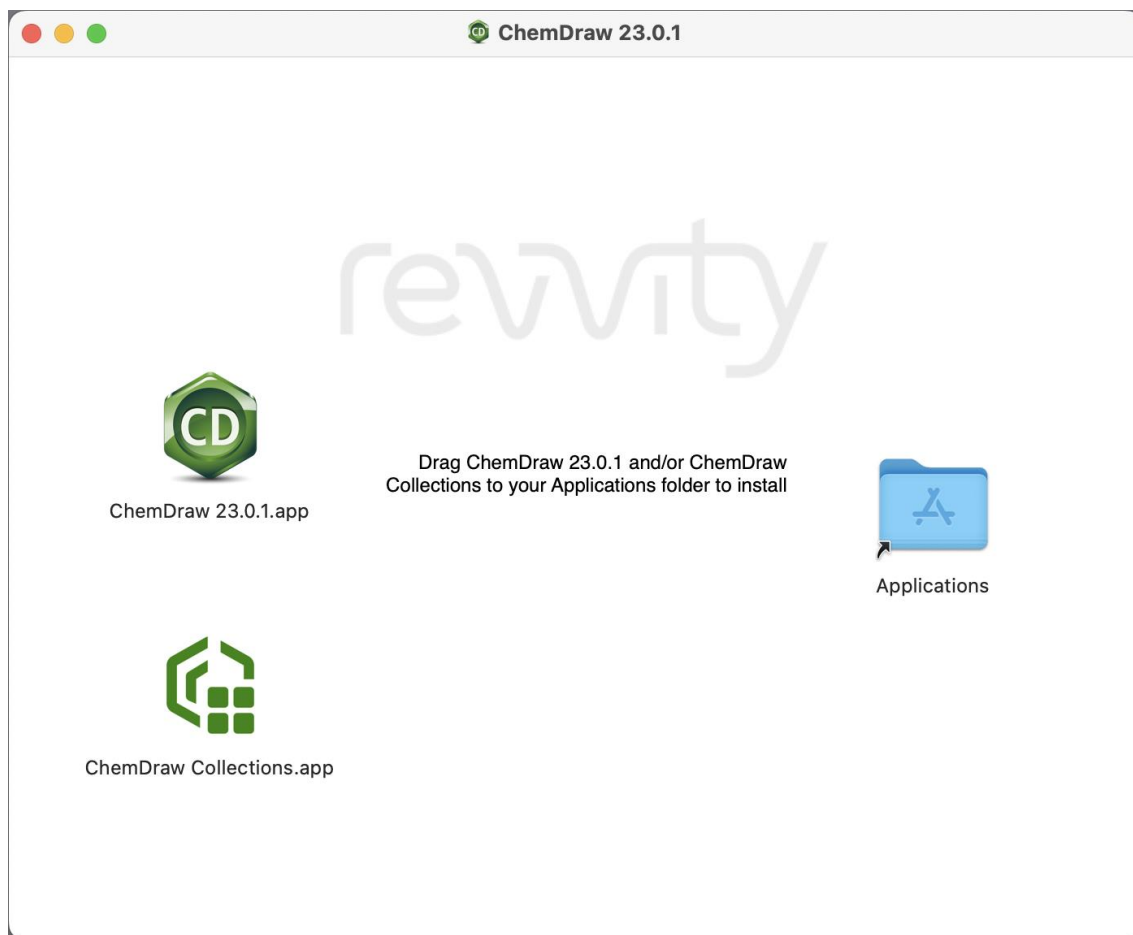 ChemDraw 23.0.1
revvity
CD
ChemDraw 23.0.1.app
Drag ChemDraw 23.0.1 and/or ChemDraw
Collections to your Applications folder to install
Applications
ChemDraw Collections.app